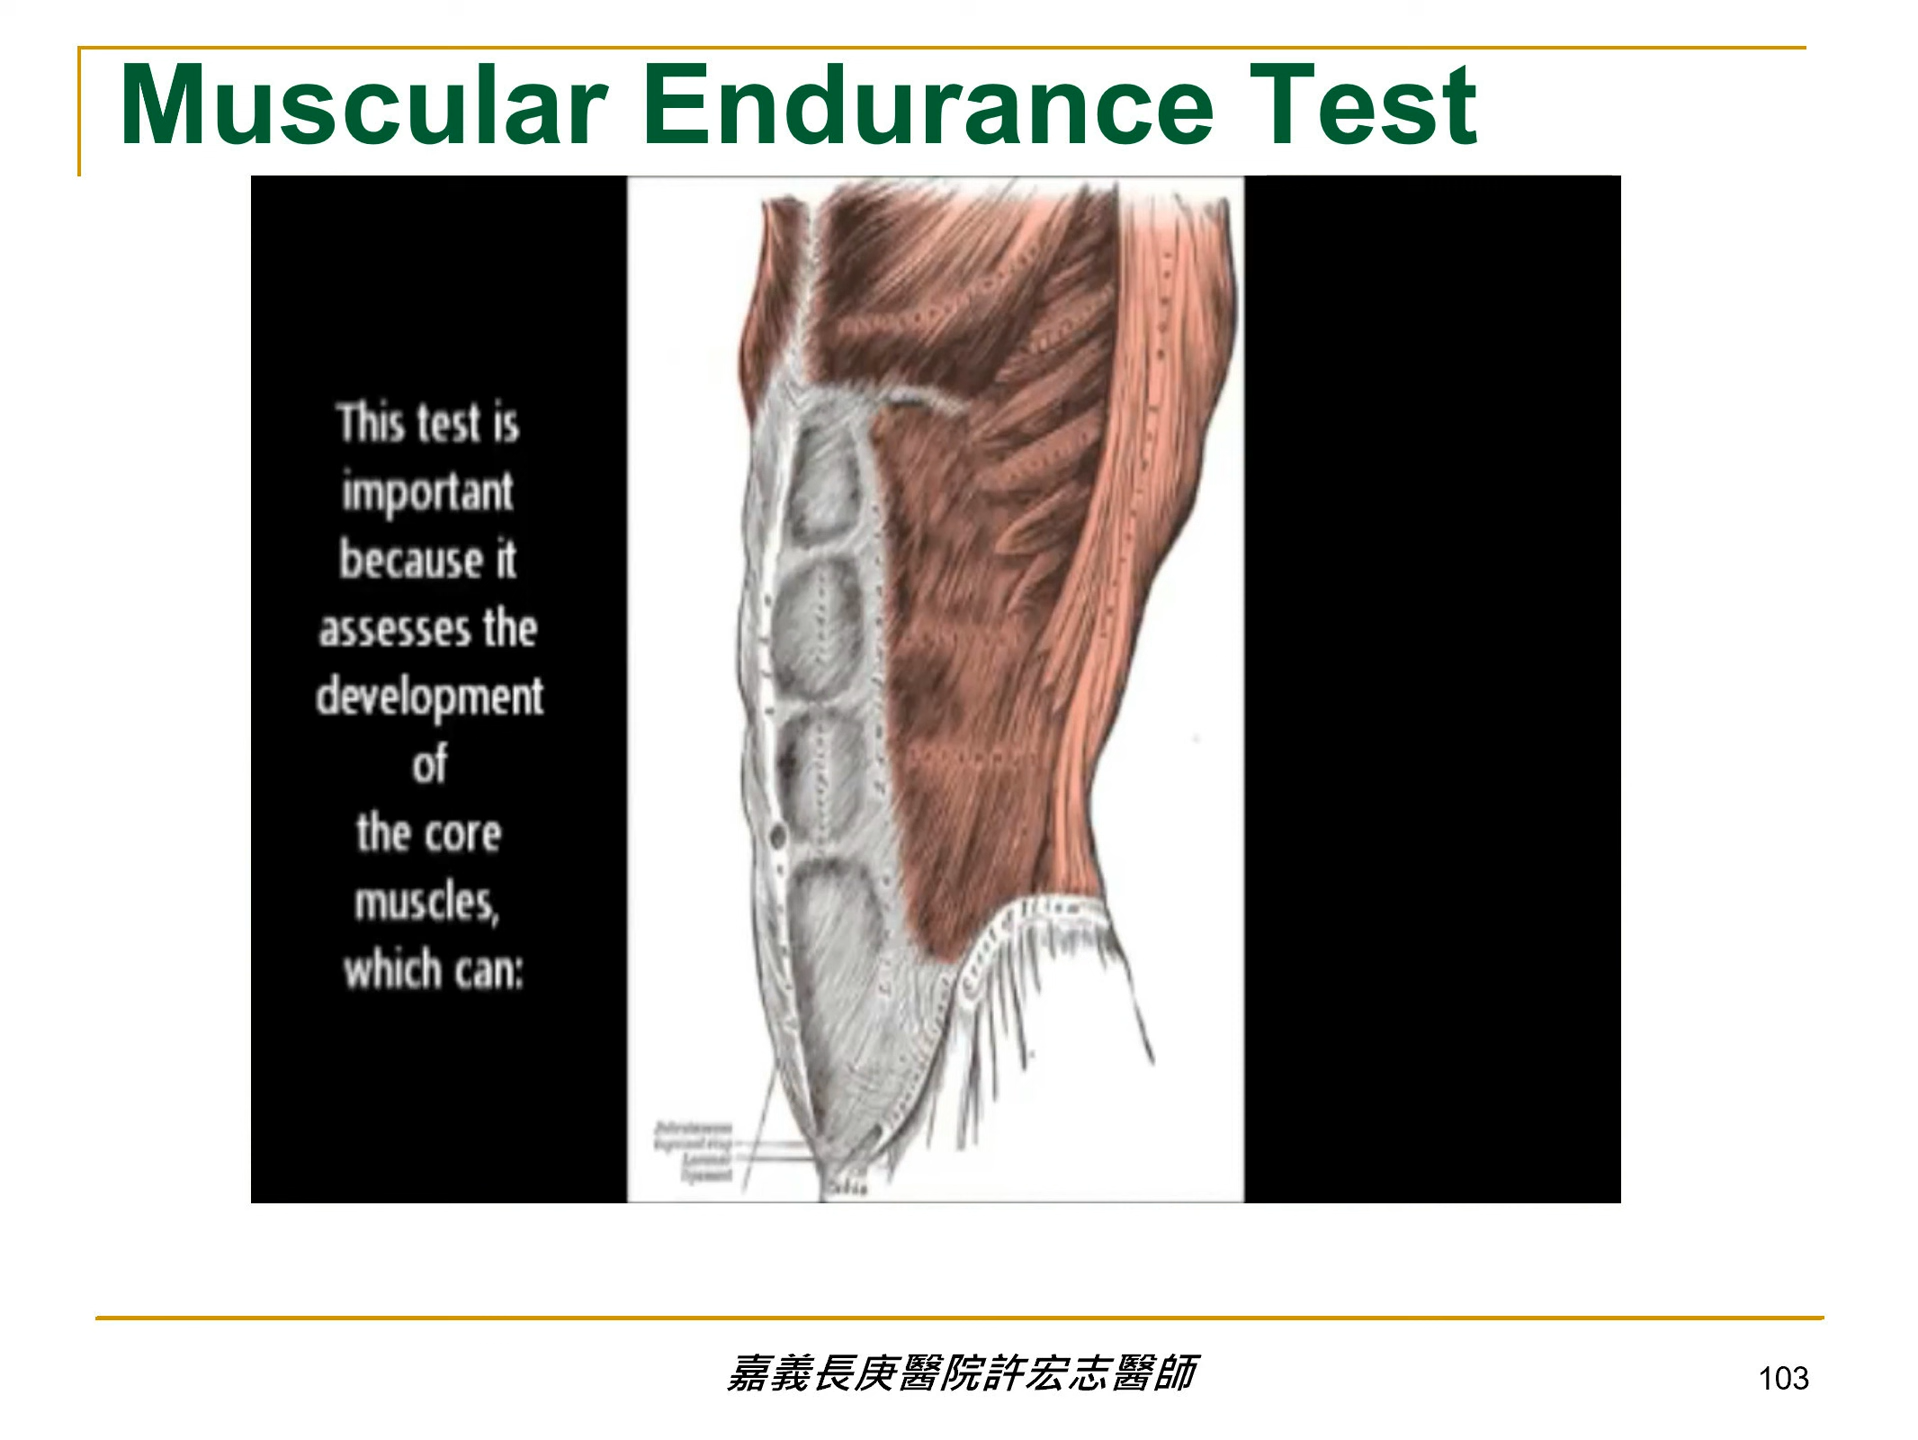 Muscular Endurance Test
This test is
important
because it
assesses the
development
of
the core
muscles,
which can:
ligament
嘉義長庚醫院許宏志醫師
103